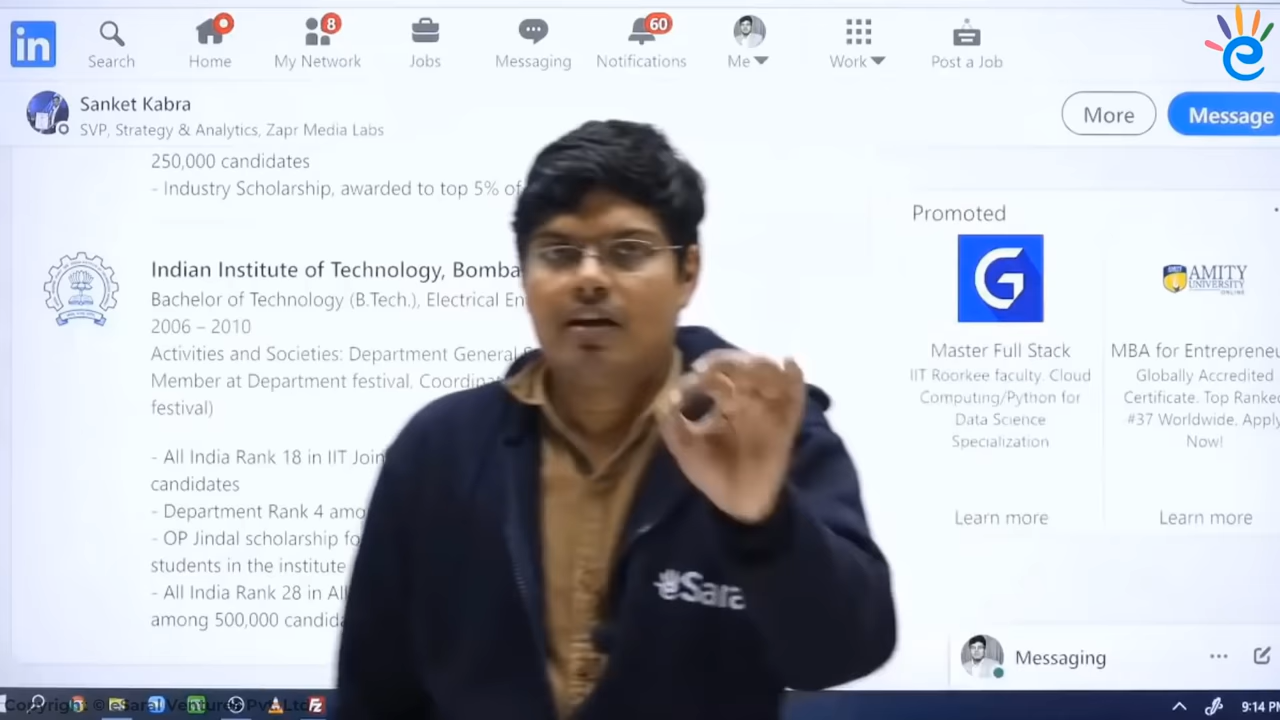 in
Search
Home
8
My Network
Jobs
Messaging
60
Notifications
Me
Work
Post a Job
e
Sanket Kabra
SVP, Strategy & Analytics, Zapr Media Labs
More
Message
250,000 candidates
- Industry Scholarship, awarded to top 5% of
Indian Institute of Technology, Bomba
Bachelor of Technology (B.Tech.), Electrical En
2006 – 2010
Activities and Societies: Department General
Member at Department festival, Coordinat
festival)
- All India Rank 18 in IIT Join
candidates
- Department Rank 4 amo
- OP Jindal scholarship fo
students in the institute
- All India Rank 28 in All
among 500,000 candida
Promoted
G
Master Full Stack
IIT Roorkee faculty. Cloud
Computing/Python for
Data Science
Specialization
Learn more
AMITY
UNIVERSITY
ONLINE
MBA for Entrepreneu
Globally Accredited
Certificate. Top Ranked
#37 Worldwide. Apply
Now!
Learn more
eSara
Messaging
Copyright © eSaral Ventures Pvt. Ltd
9:14 PM